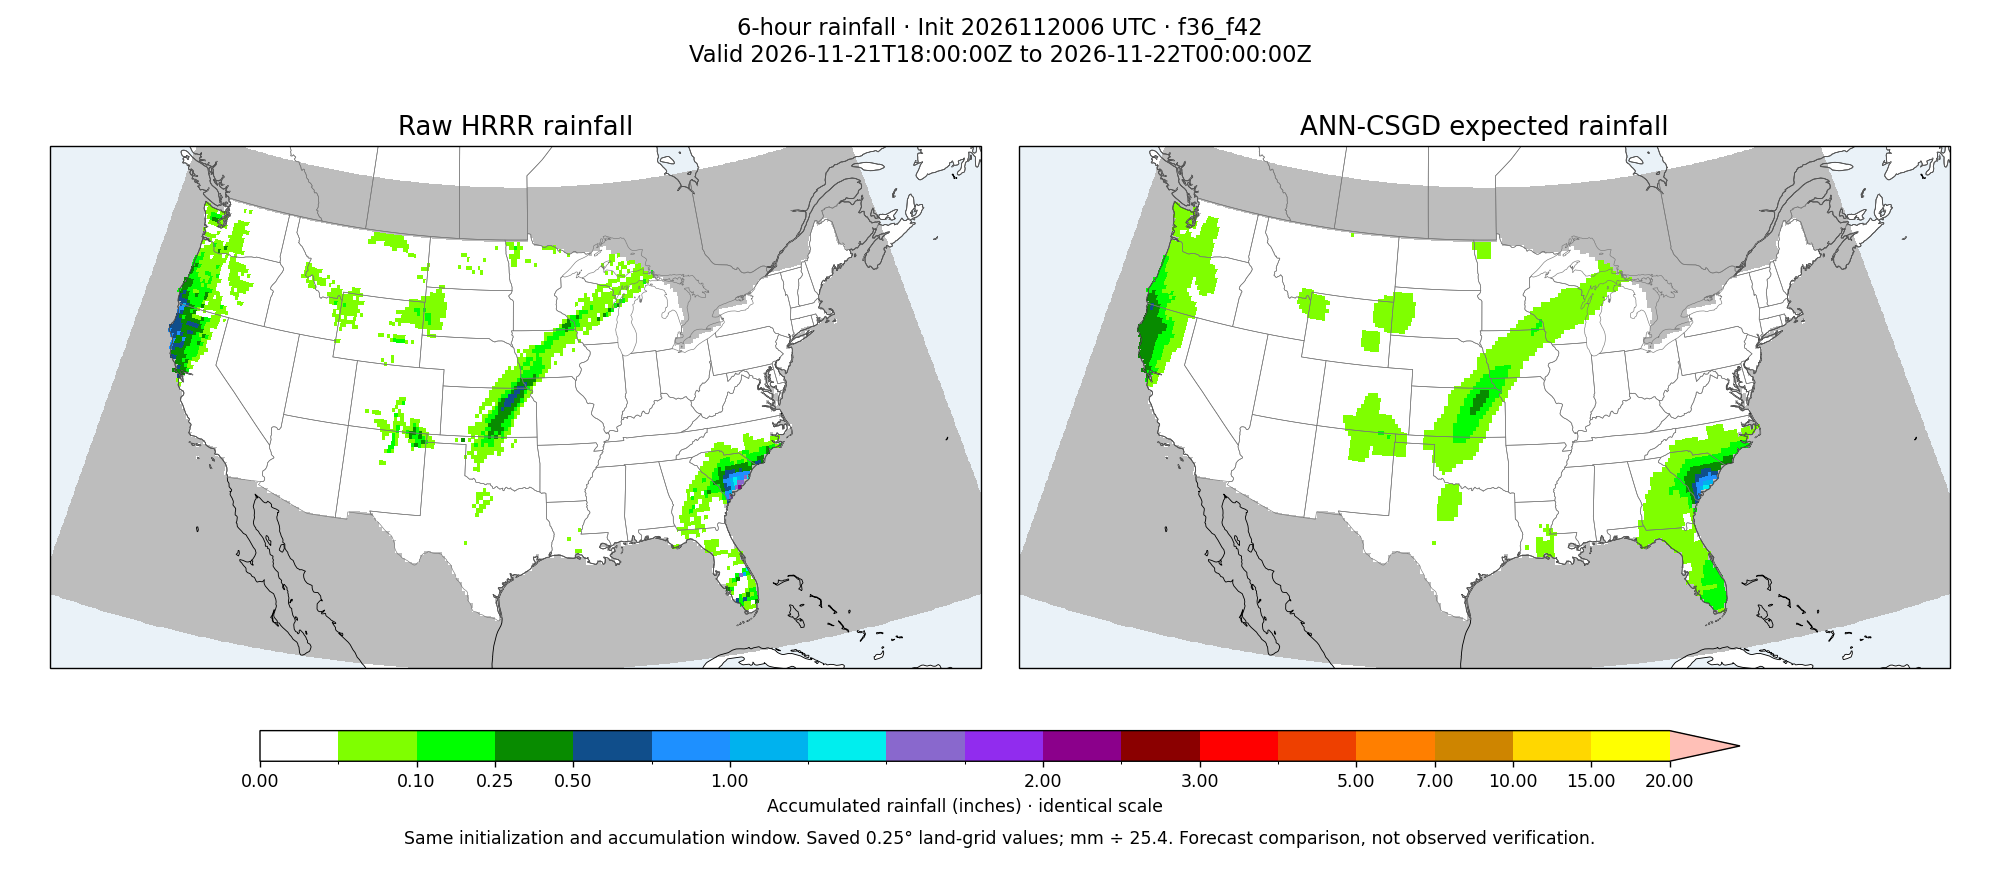 6-hour rainfall · Init 2026112006 UTC · f36_f42
Valid 2026-11-21T18:00:00Z to 2026-11-22T00:00:00Z
Raw HRRR rainfall
ANN-CSGD expected rainfall
0.00 0.10 0.25 0.50 1.00 2.00 3.00 5.00 7.00 10.00 15.00 20.00
Accumulated rainfall (inches) · identical scale
Same initialization and accumulation window. Saved 0.25° land-grid values; mm ÷ 25.4. Forecast comparison, not observed verification.